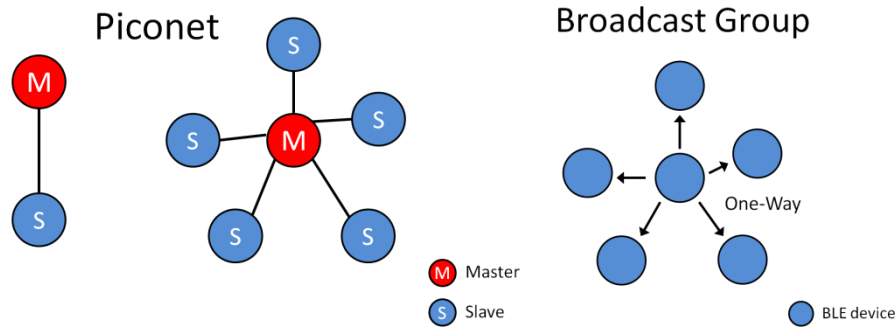 Piconet
M
S
S
S
S
M
S
S
M Master
S Slave
Broadcast Group
One-Way
BLE device